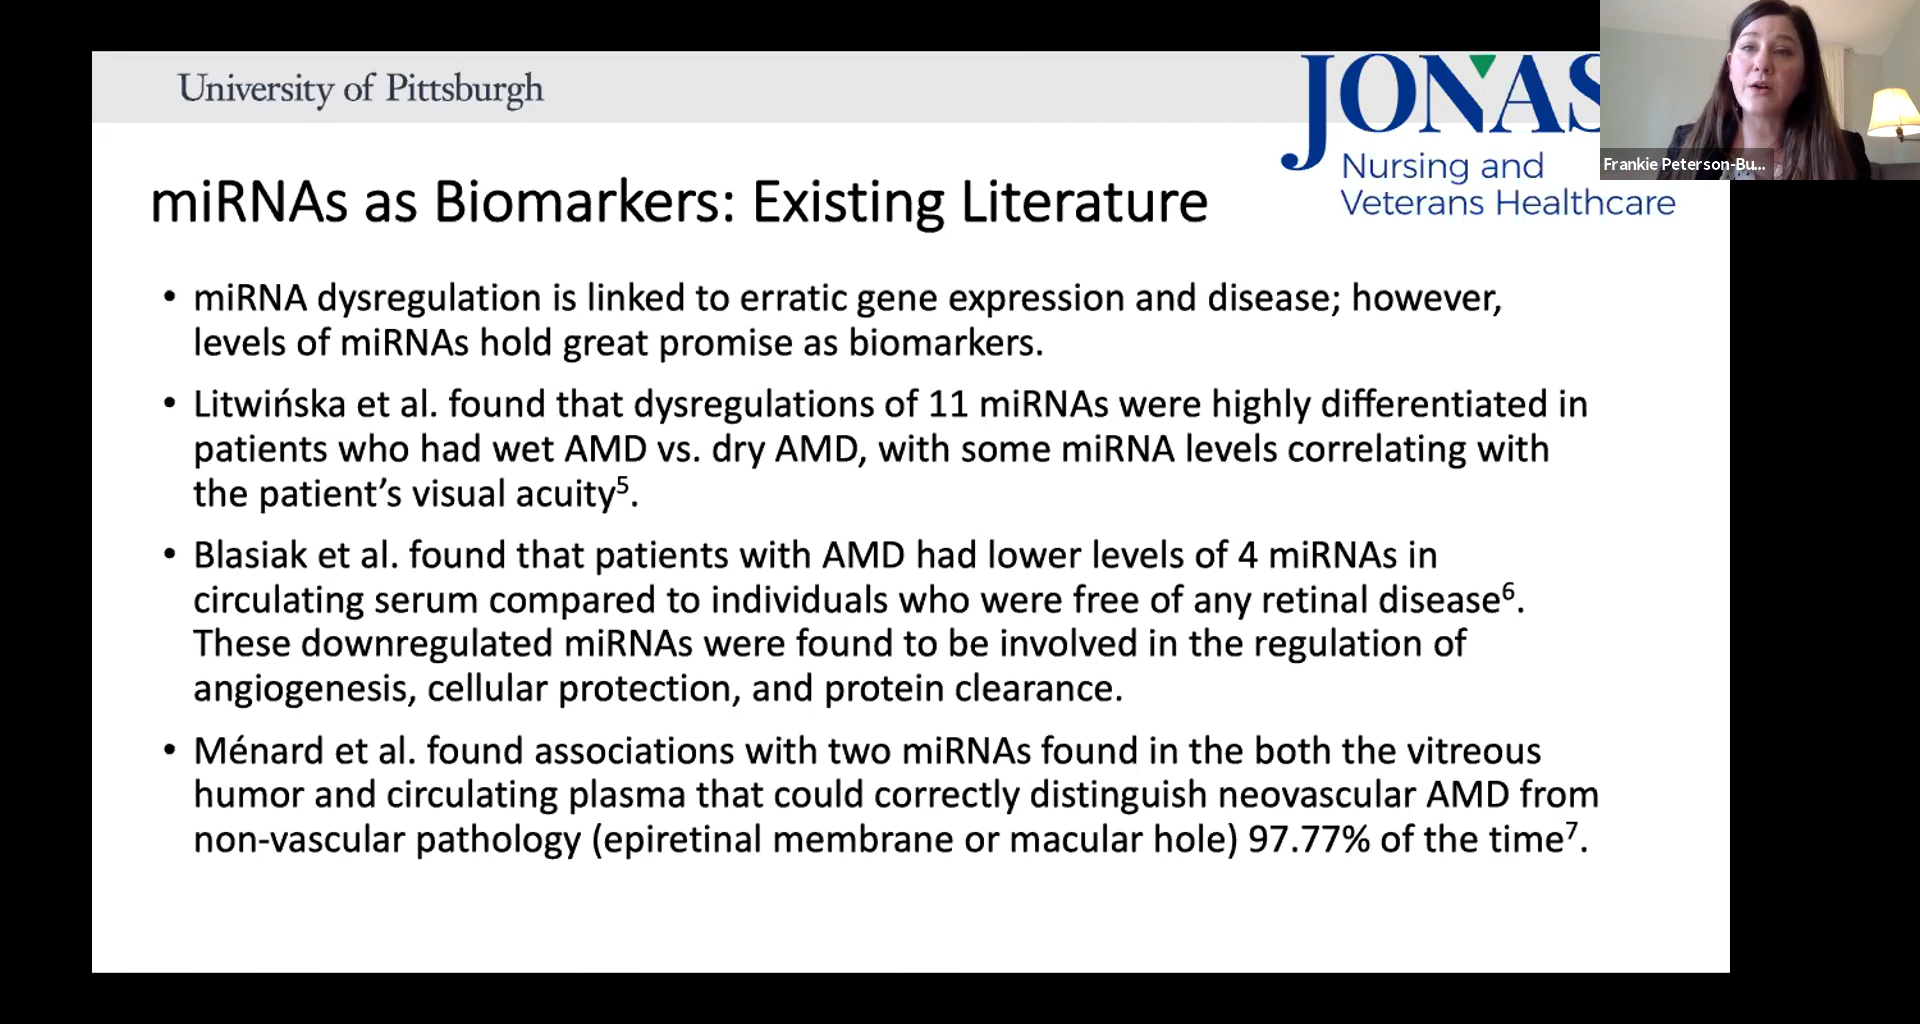 University of Pittsburgh
JONAS
Nursing and
Veterans Healthcare
Frankie Peterson-Bu...
miRNAs as Biomarkers: Existing Literature
• miRNA dysregulation is linked to erratic gene expression and disease; however,
levels of miRNAs hold great promise as biomarkers.
• Litwińska et al. found that dysregulations of 11 miRNAs were highly differentiated in
patients who had wet AMD vs. dry AMD, with some miRNA levels correlating with
the patient’s visual acuity⁵.
• Blasiak et al. found that patients with AMD had lower levels of 4 miRNAs in
circulating serum compared to individuals who were free of any retinal disease⁶.
These downregulated miRNAs were found to be involved in the regulation of
angiogenesis, cellular protection, and protein clearance.
• Ménard et al. found associations with two miRNAs found in the both the vitreous
humor and circulating plasma that could correctly distinguish neovascular AMD from
non-vascular pathology (epiretinal membrane or macular hole) 97.77% of the time⁷.